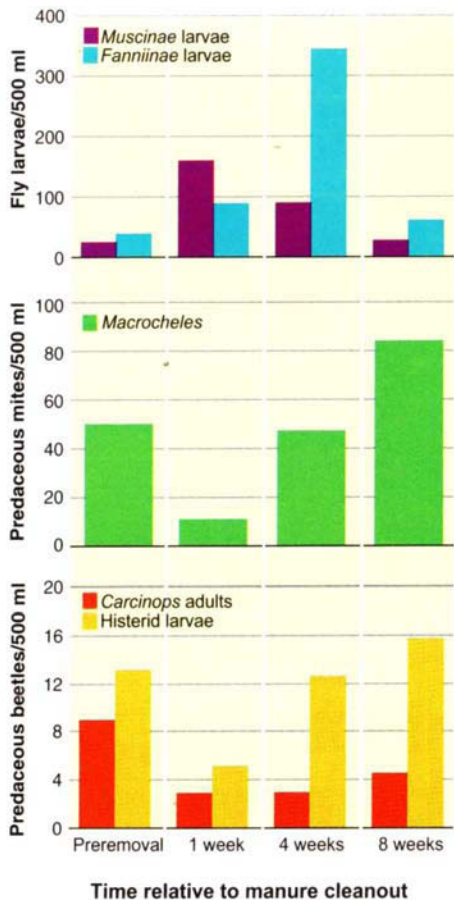 400
300
200
100
0
Fly larvae/500 ml
Muscinae larvae
Fanniinae larvae
100
80
60
40
20
0
Predaceous mites/500 ml
Macrocheles
20
16
12
8
4
0
Predaceous beetles/500 ml
Carcinops adults
Histerid larvae
Preremoval 1 week 4 weeks 8 weeks
Time relative to manure cleanout